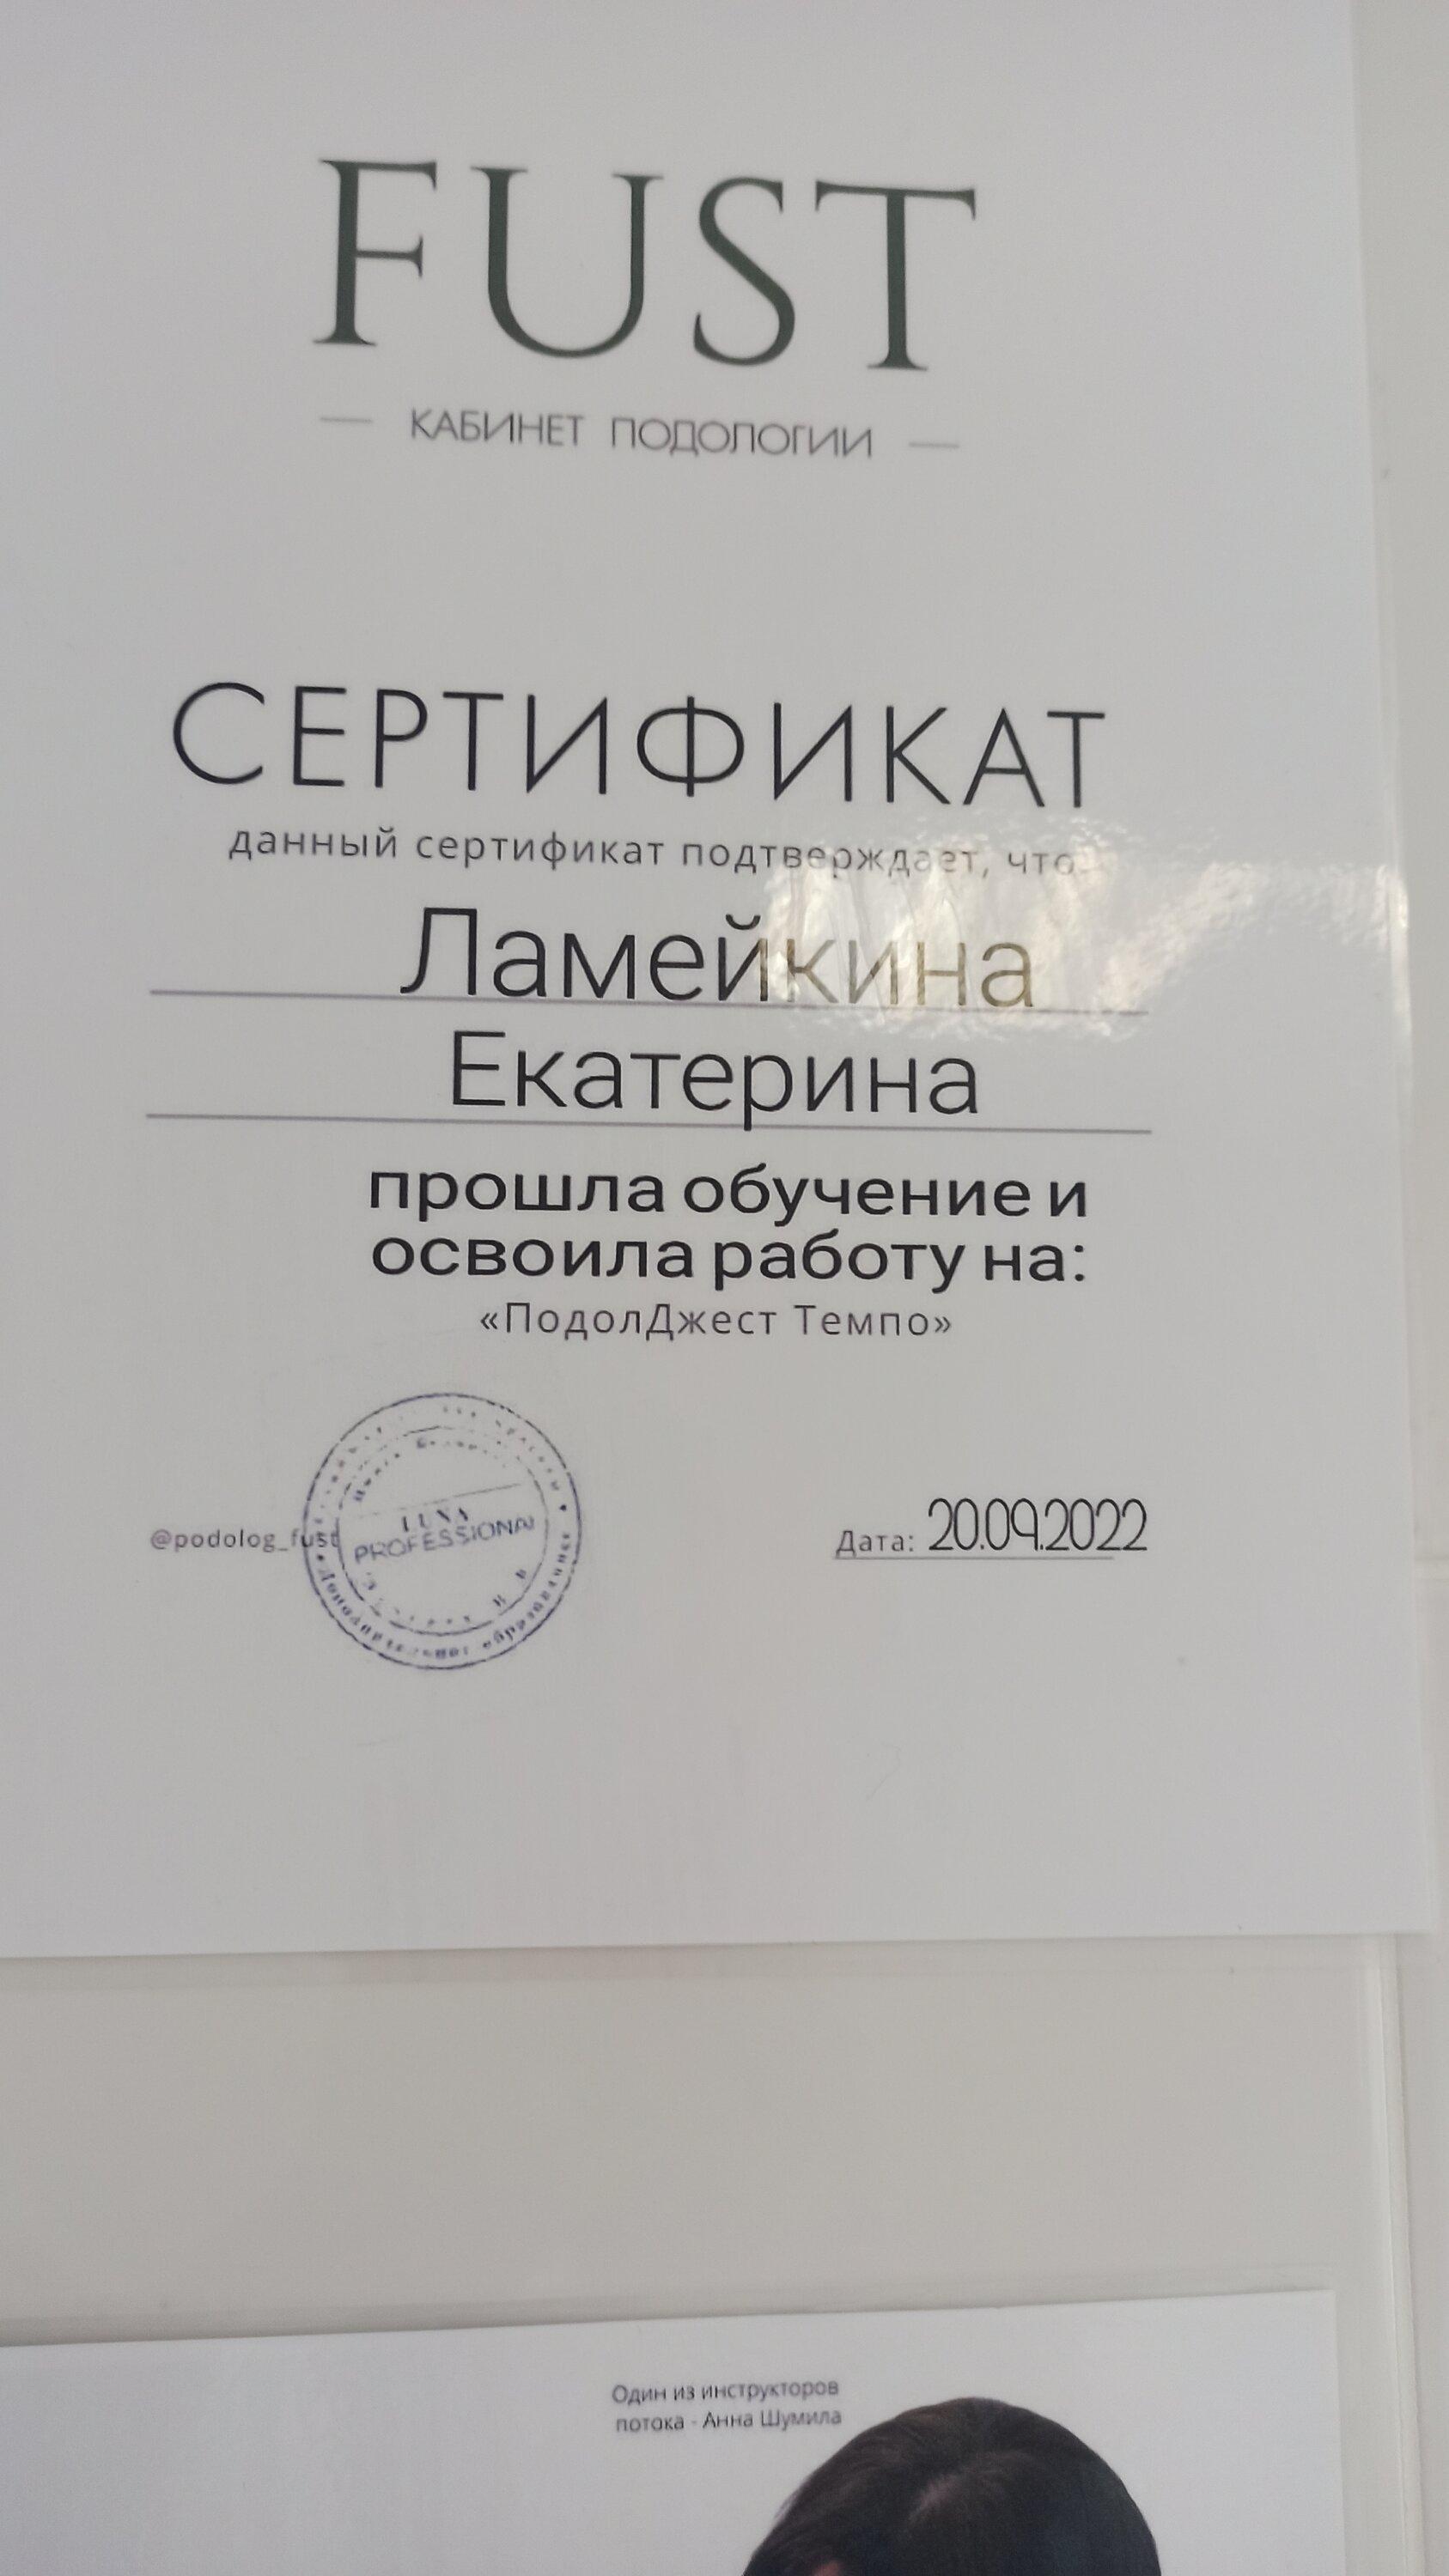 FUST
КАБИНЕТ ПОДОЛОГИИ
СЕРТИФИКАТ
данный сертификат подтверждает, что
Ламейкина
Екатерина
прошла обучение и
освоила работу на:
«ПодолДжест Темпо»
@podolog_fust
LUNA
PROFESSIONAL
Дата: 20.09.2022
Один из инструкторов
потока - Анна Шумила